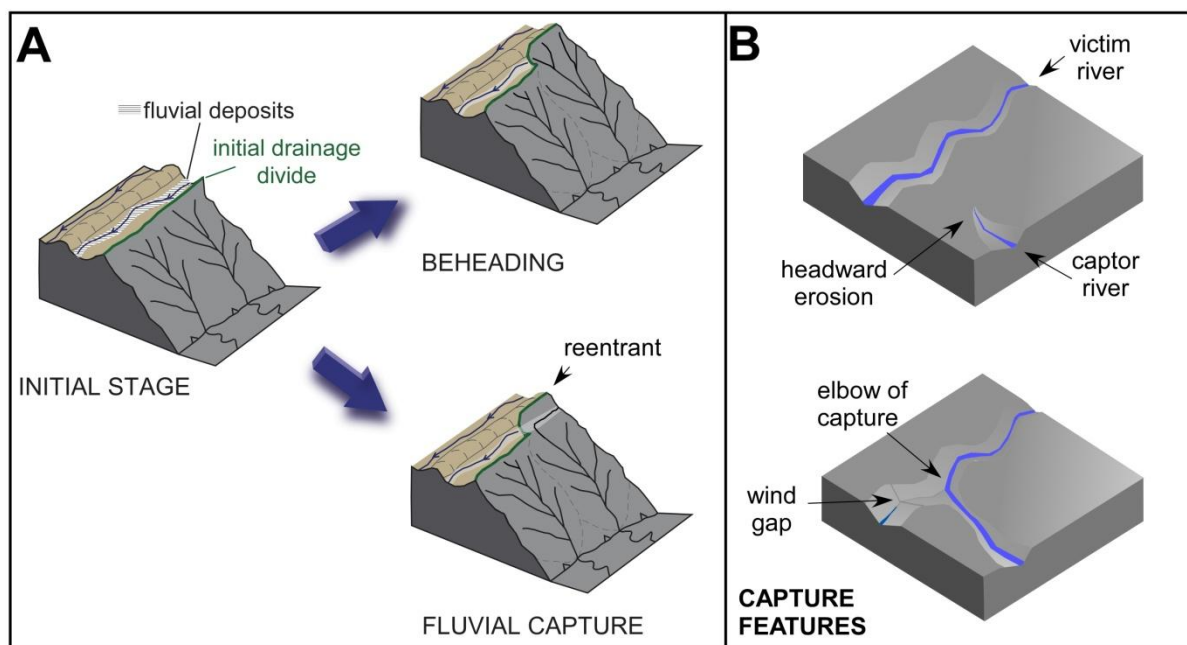 A
fluvial deposits
initial drainage
divide
INITIAL STAGE
BEHEADING
reentrant
FLUVIAL CAPTURE
B
victim
river
headward
erosion
captor
river
elbow of
capture
wind
gap
CAPTURE
FEATURES